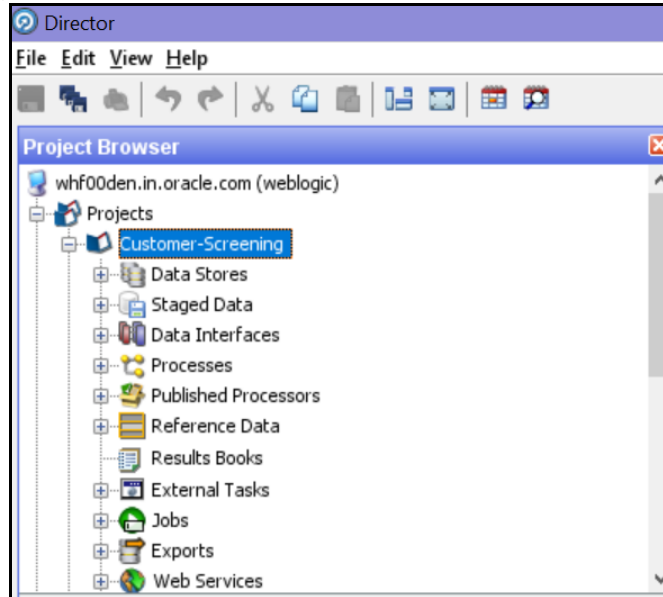 Director
File Edit View Help
Project Browser
whf00den.in.oracle.com (weblogic)
Projects
Customer-Screening
Data Stores
Staged Data
Data Interfaces
Processes
Published Processors
Reference Data
Results Books
External Tasks
Jobs
Exports
Web Services